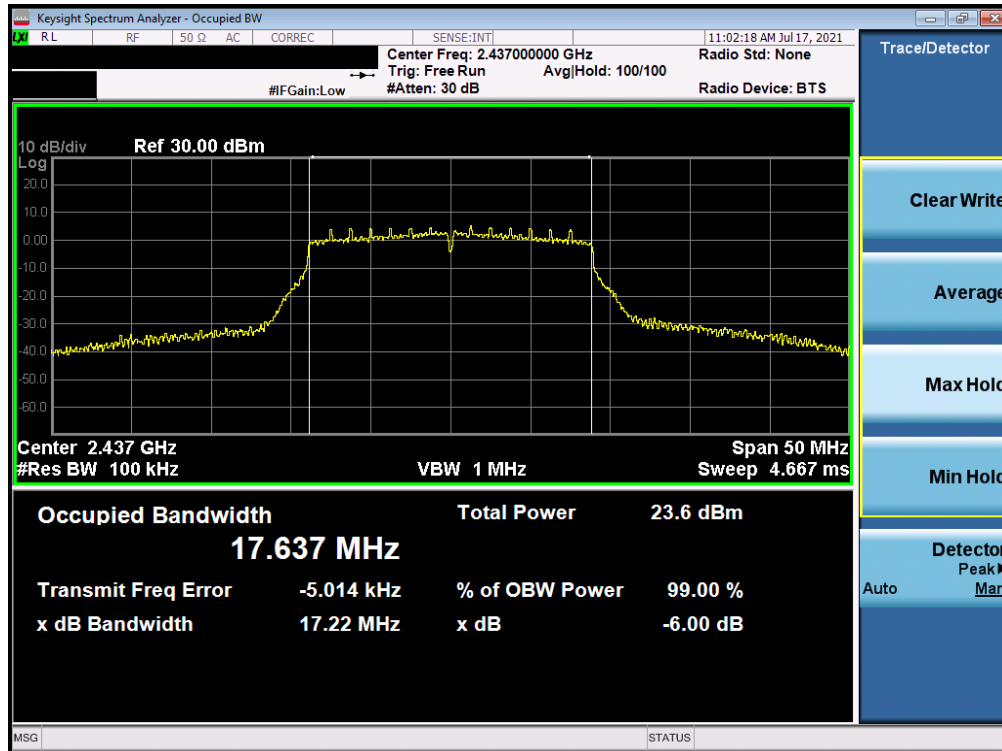 Keysight Spectrum Analyzer - Occupied BW
LXI RL RF 50 Ω AC CORREC SENSE:INT 11:02:18 AM Jul 17, 2021
Center Freq: 2.437000000 GHz Radio Std: None
Trig: Free Run Avg|Hold: 100/100
#IFGain:Low #Atten: 30 dB Radio Device: BTS
10 dB/div Ref 30.00 dBm
Log
20.0
10.0
0.00
-10.0
-20.0
-30.0
-40.0
-50.0
-60.0
Center 2.437 GHz Span 50 MHz
#Res BW 100 kHz VBW 1 MHz Sweep 4.667 ms
Occupied Bandwidth Total Power 23.6 dBm
17.637 MHz
Transmit Freq Error -5.014 kHz % of OBW Power 99.00 %
x dB Bandwidth 17.22 MHz x dB -6.00 dB
MSG STATUS
Trace/Detector
Clear Write
Average
Max Hold
Min Hold
Detector
Peak
Auto Man